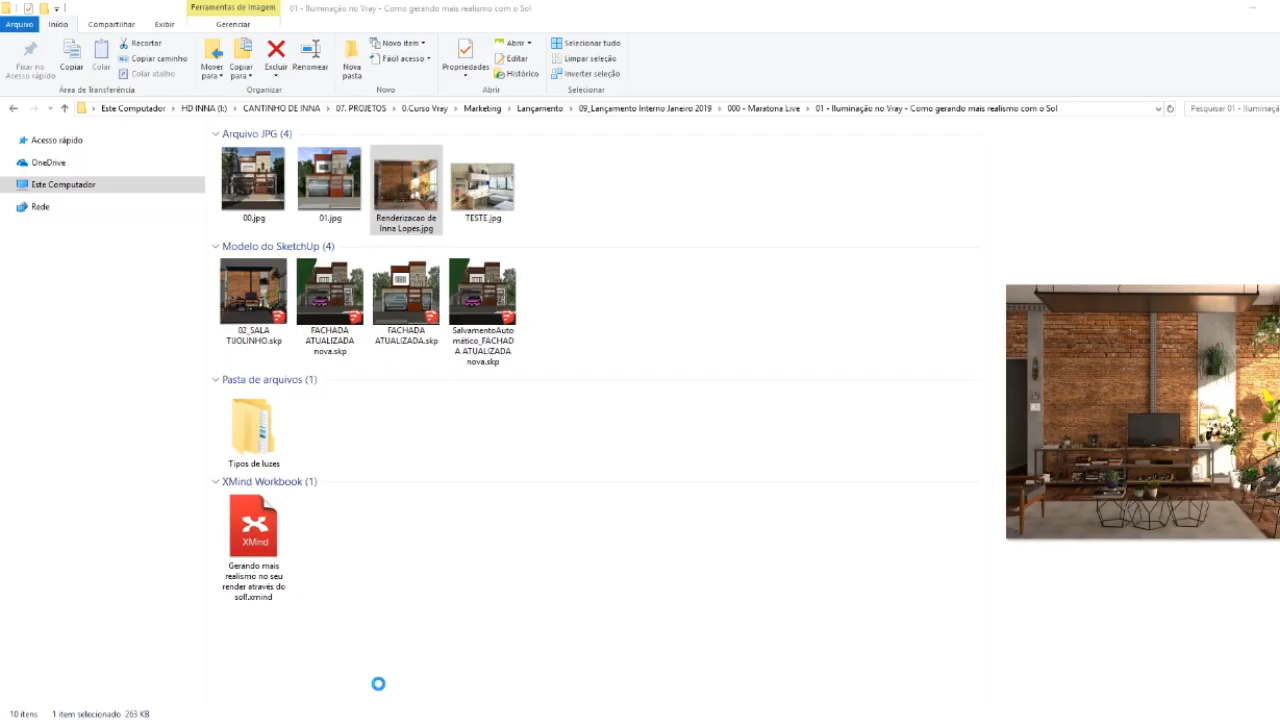 Ferramentas de Imagem
01 - Iluminação no Vray - Como gerando mais realismo com o Sol
Arquivo
Início
Compartilhar
Exibir
Gerenciar
Fixar no
Acesso rápido
Copiar
Colar
Recortar
Copiar caminho
Colar atalho
Área de Transferência
Mover
para
Copiar
para
Excluir
Renomear
Organizar
Nova
pasta
Novo item
Fácil acesso
Novo
Propriedades
Abrir
Editar
Histórico
Abrir
Selecionar tudo
Limpar seleção
Inverter seleção
Selecionar
Este Computador > HD INNA (I:) > CANTINHO DE INNA > 07. PROJETOS > 0.Curso Vray > Marketing > Lançamento > 09_Lançamento Interno Janeiro 2019 > 000 - Maratona Live > 01 - Iluminação no Vray - Como gerando mais realismo com o Sol
Pesquisar 01 - Iluminaçã
Acesso rápido
OneDrive
Este Computador
Rede
Arquivo JPG (4)
00.jpg
01.jpg
Renderizacao de
Inna Lopes.jpg
TESTE.jpg
Modelo do SketchUp (4)
02_SALA
TIJOLINHO.skp
FACHADA
ATUALIZADA
nova.skp
FACHADA
ATUALIZADA.skp
SalvamentoAuto
mático_FACHAD
A ATUALIZADA
nova.skp
Pasta de arquivos (1)
Tipos de luzes
XMind Workbook (1)
XMind
Gerando mais
realismo no seu
render através do
sol!.xmind
10 itens
1 item selecionado 263 KB